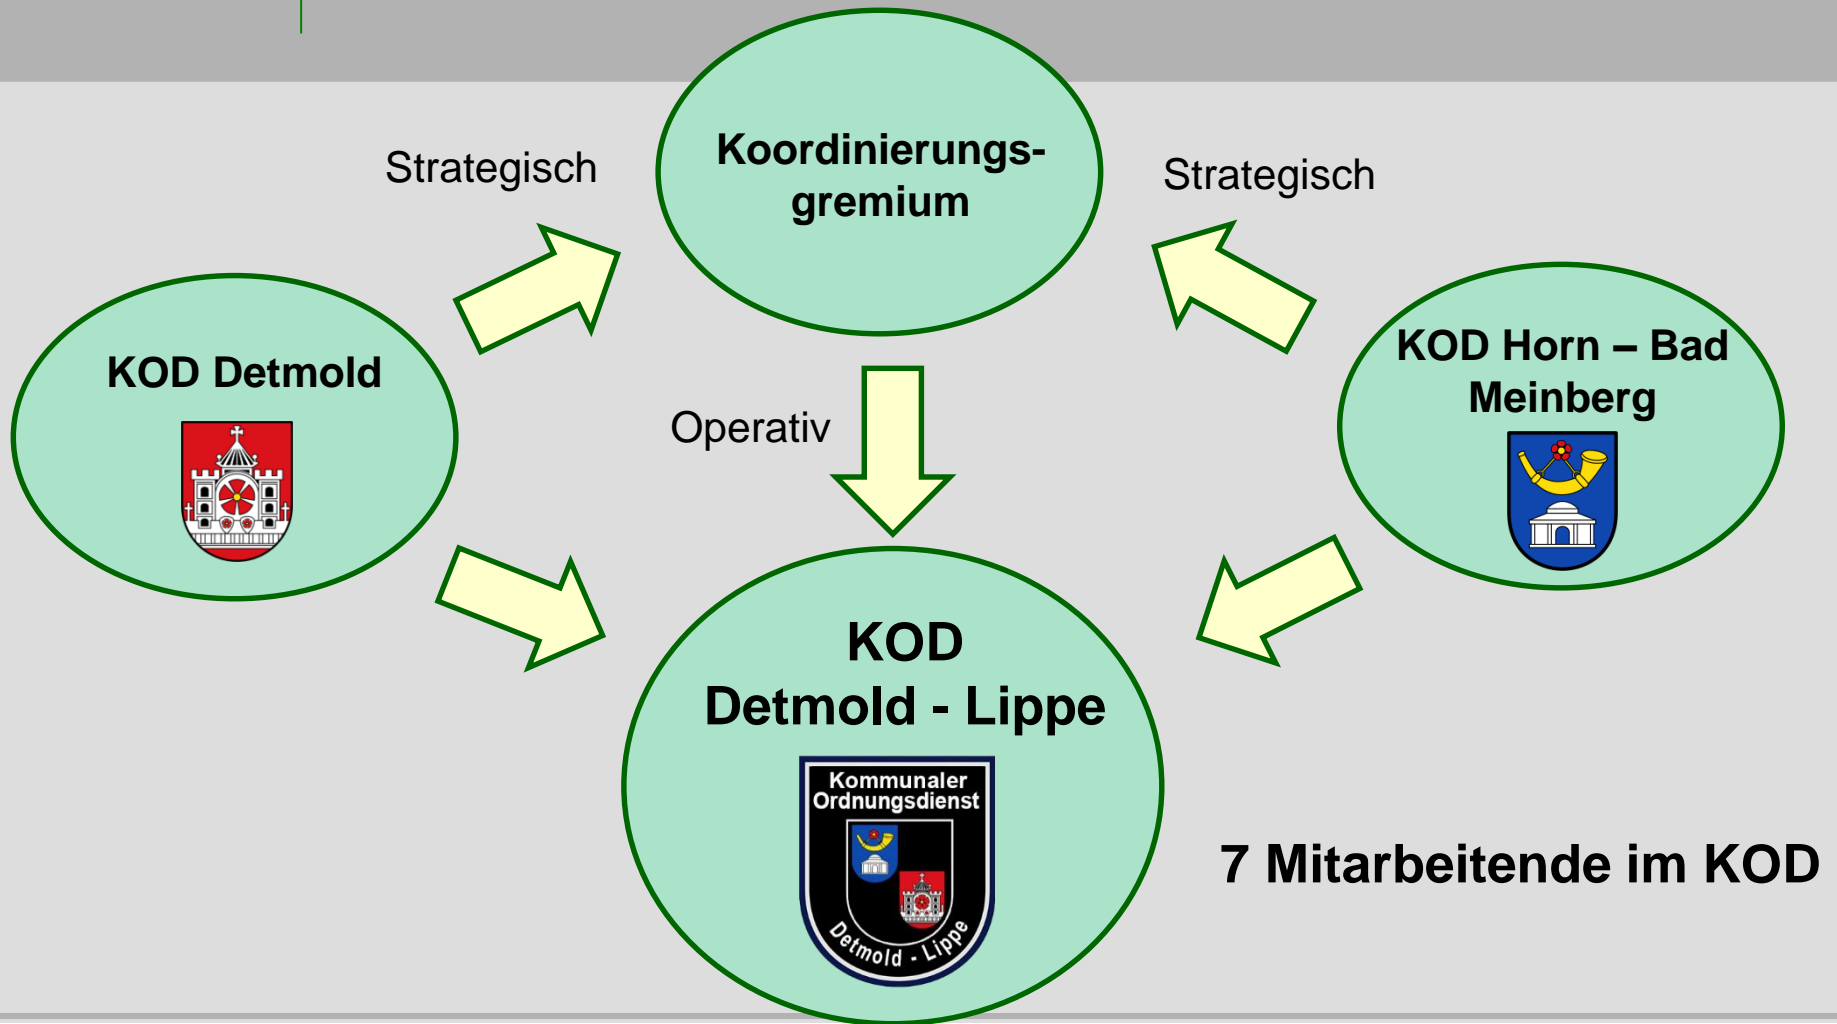 Koordinierungs-
gremium
Strategisch
Strategisch
KOD Detmold
KOD Horn – Bad
Meinberg
Operativ
KOD
Detmold - Lippe
Kommunaler
Ordnungsdienst
Detmold - Lippe
7 Mitarbeitende im KOD